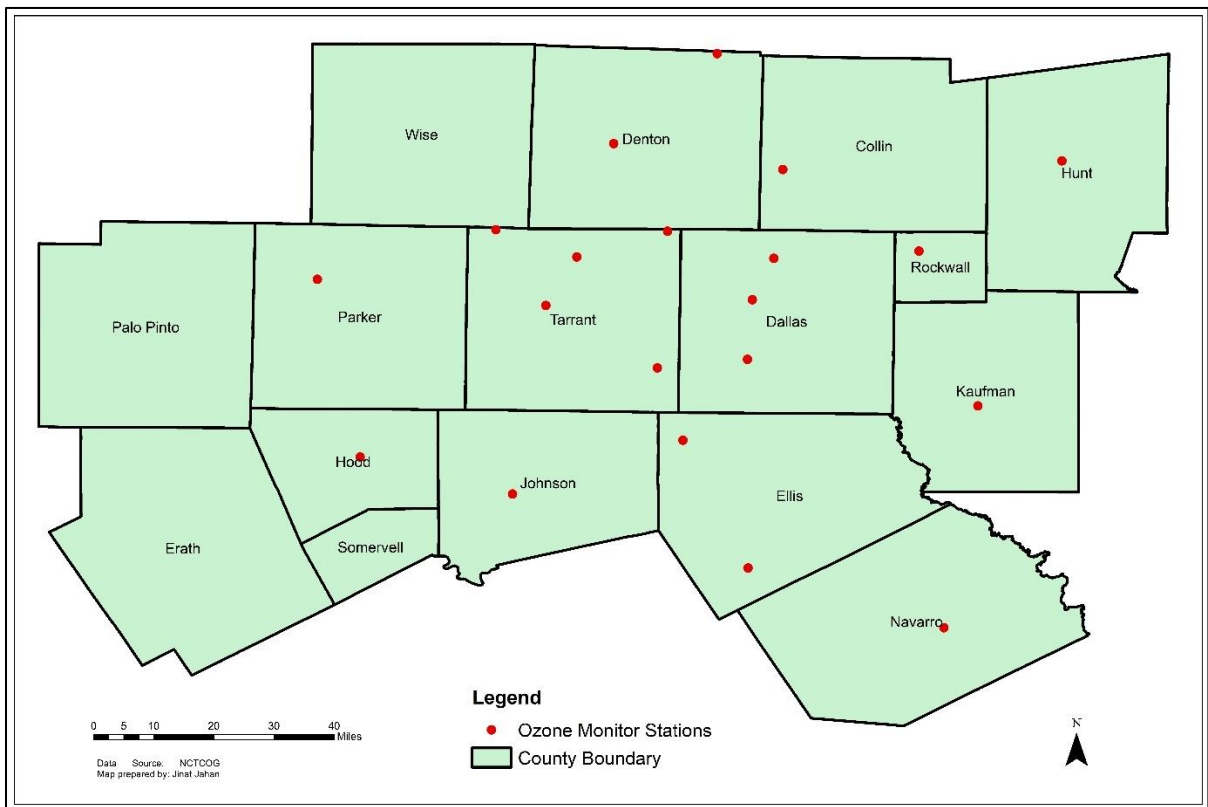 Wise
Denton
Collin
Hunt
Rockwall
Palo Pinto
Parker
Tarrant
Dallas
Kaufman
Hood
Johnson
Ellis
Erath
Somervell
Navarro
Legend
Ozone Monitor Stations
County Boundary
0 5 10 20 30 40
Miles
Data Source: NCTCOG
Map prepared by: Jinat Jahan
N